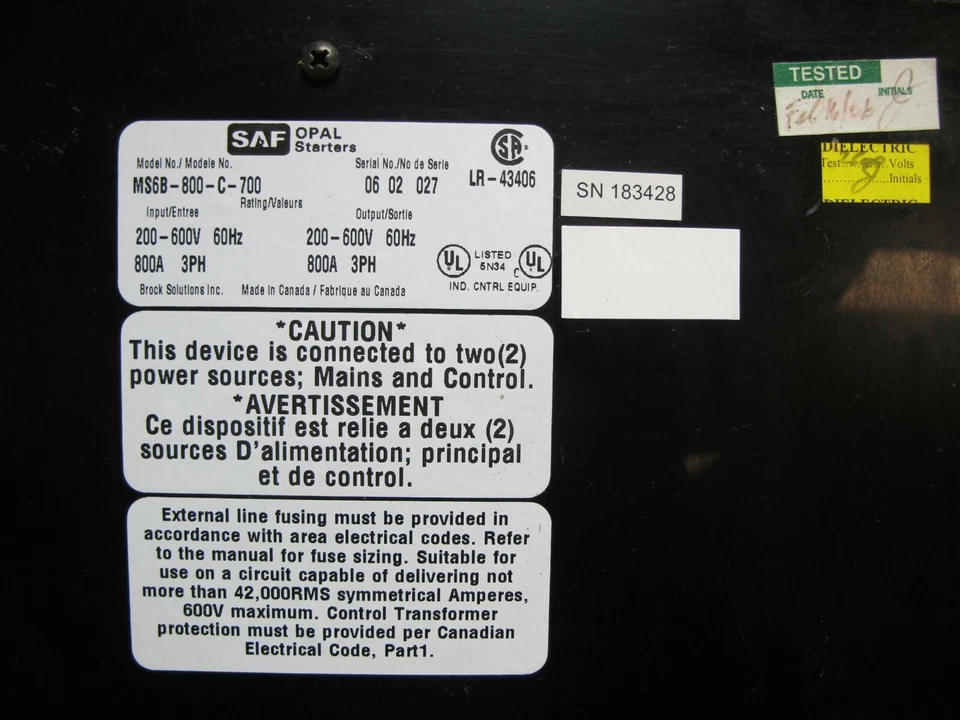 SAF OPAL
Starters
Model No./ Modele No. Serial No./No de Serie
MS6B-800-C-700 06 02 027 LR-43406
Rating/Valeurs
Input/Entree Output/Sortie
200-600V 60Hz 200-600V 60Hz
800A 3PH 800A 3PH
UL LISTED 5N34 c UL
IND. CNTRL EQUIP.
Brock Solutions Inc. Made in Canada / Fabrique au Canada
SN 183428
TESTED
DATE INITIALS
DIELECTRIC
Test Volts
Initials
DIELECTRIC
*CAUTION*
This device is connected to two(2)
power sources; Mains and Control.
*AVERTISSEMENT
Ce dispositif est relie a deux (2)
sources D'alimentation; principal
et de control.
External line fusing must be provided in
accordance with area electrical codes. Refer
to the manual for fuse sizing. Suitable for
use on a circuit capable of delivering not
more than 42,000RMS symmetrical Amperes,
600V maximum. Control Transformer
protection must be provided per Canadian
Electrical Code, Part1.